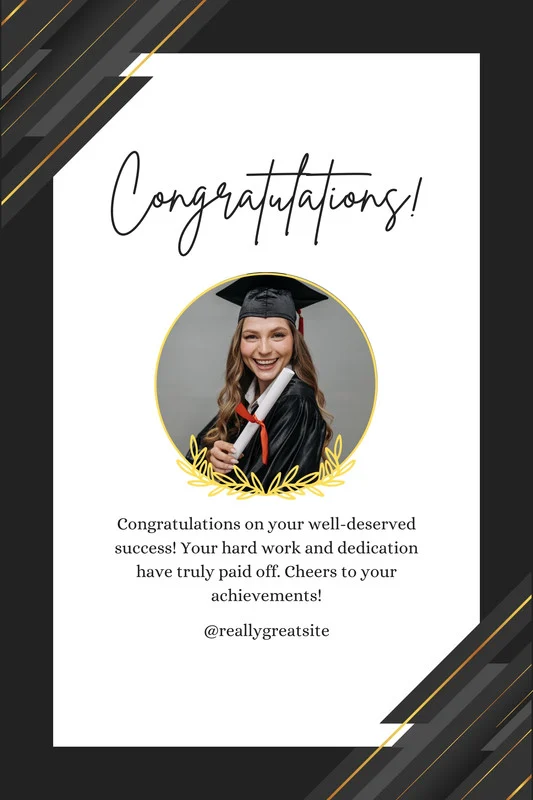 Congratulations!
Congratulations on your well-deserved
success! Your hard work and dedication
have truly paid off. Cheers to your
achievements!
@reallygreatsite